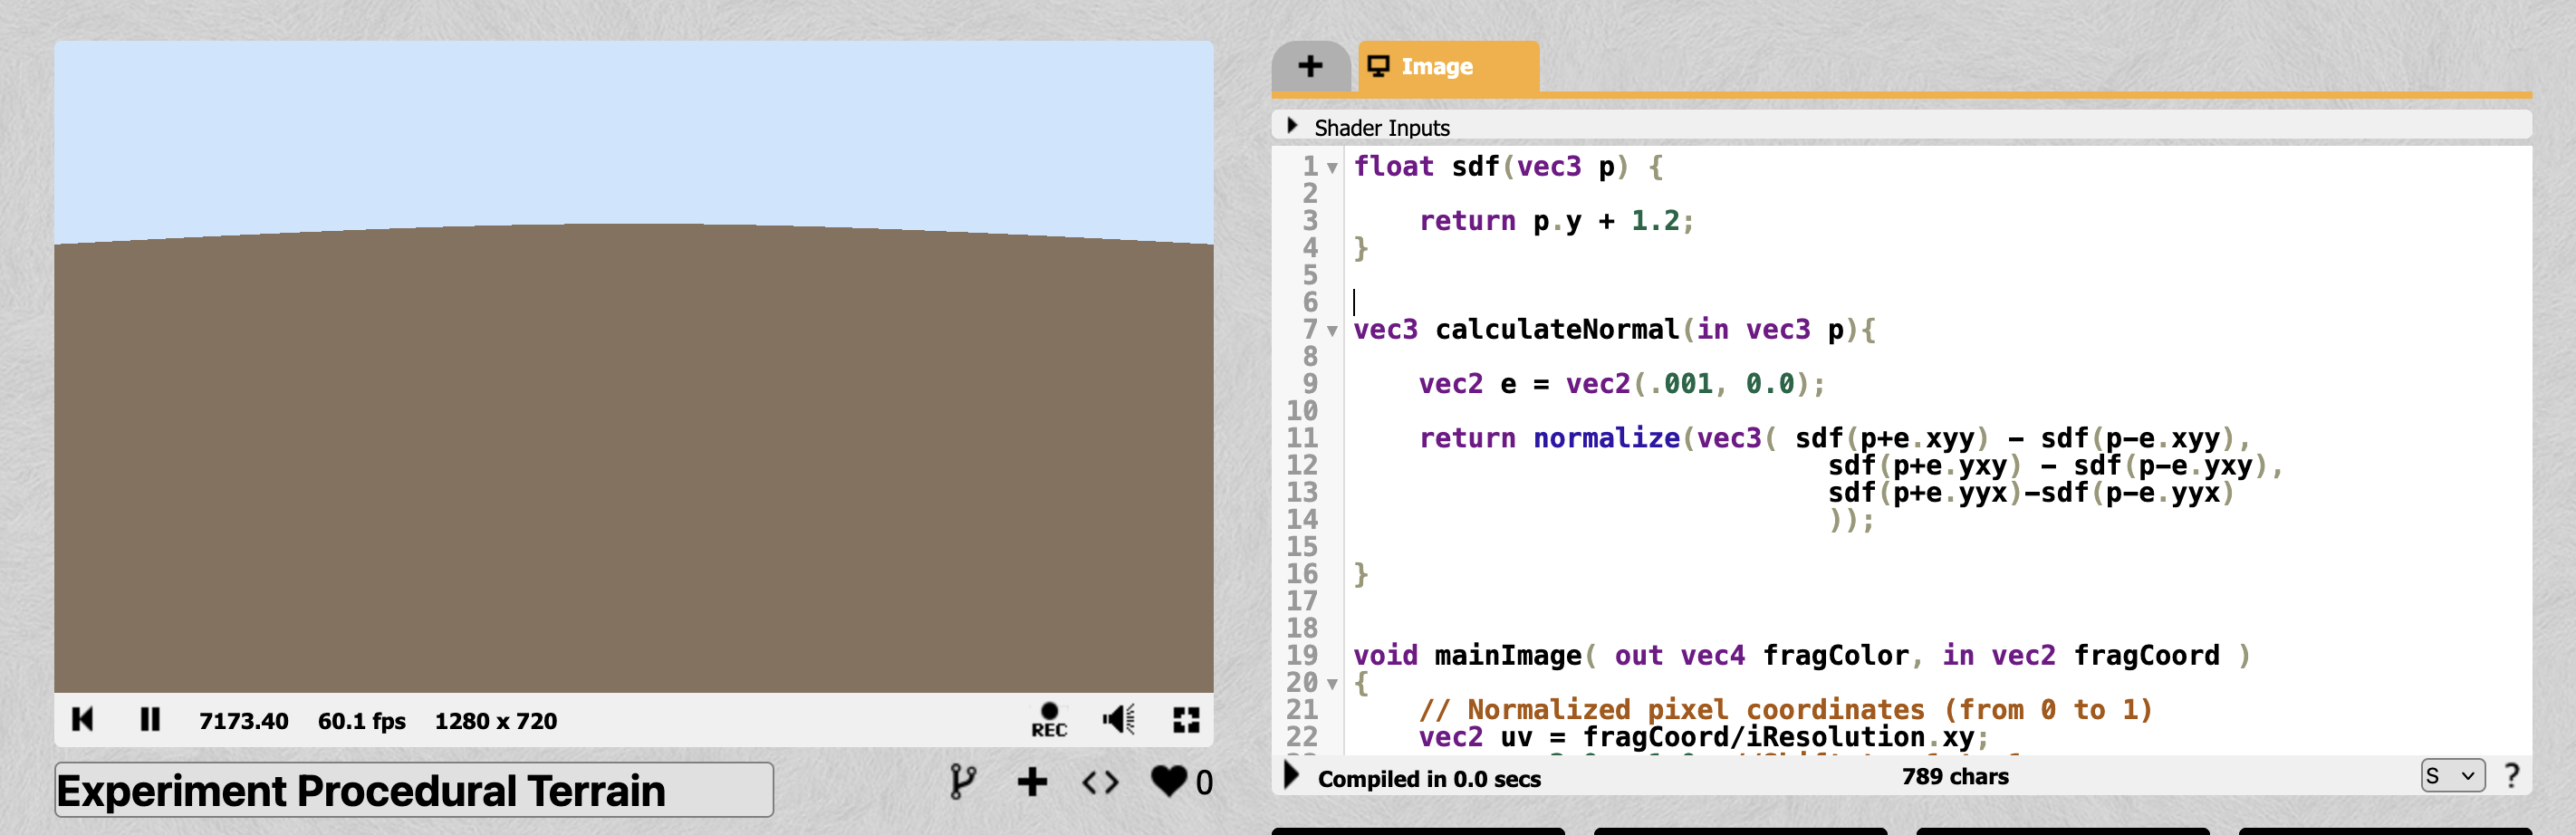 Image
Shader Inputs
1 float sdf(vec3 p) {
2
3 return p.y + 1.2;
4 }
5
6
7 vec3 calculateNormal(in vec3 p){
8
9 vec2 e = vec2(.001, 0.0);
10
11 return normalize(vec3( sdf(p+e.xyy) - sdf(p-e.xyy),
12 sdf(p+e.yxy) - sdf(p-e.yxy),
13 sdf(p+e.yyx)-sdf(p-e.yyx)
14 ));
15
16 }
17
18
19 void mainImage( out vec4 fragColor, in vec2 fragCoord )
20 {
21 // Normalized pixel coordinates (from 0 to 1)
22 vec2 uv = fragCoord/iResolution.xy;
Compiled in 0.0 secs
789 chars
S
?
7173.40
60.1 fps
1280 x 720
REC
Experiment Procedural Terrain
0